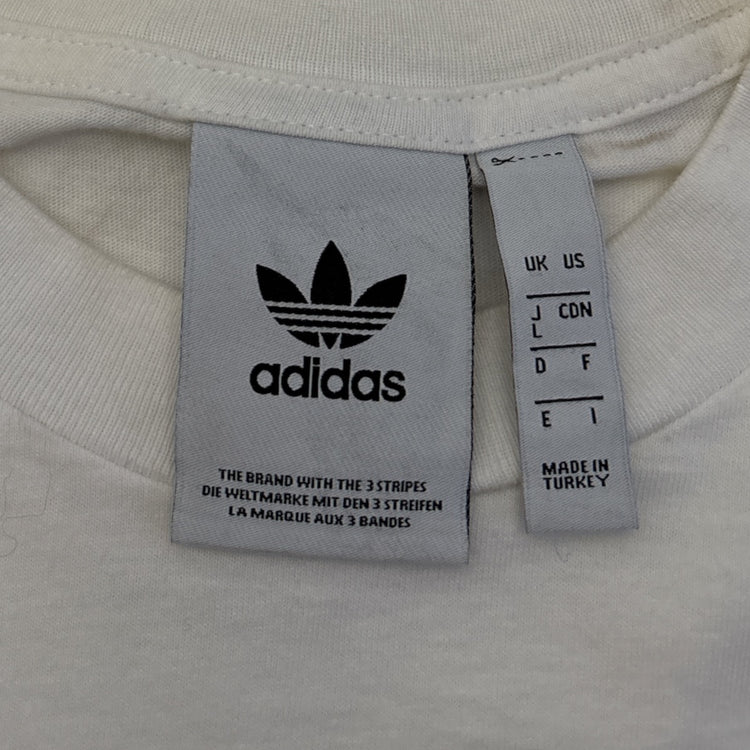 adidas
THE BRAND WITH THE 3 STRIPES
DIE WELTMARKE MIT DEN 3 STREIFEN
LA MARQUE AUX 3 BANDES
UK US
J CDN
L
D F
E I
MADE IN
TURKEY